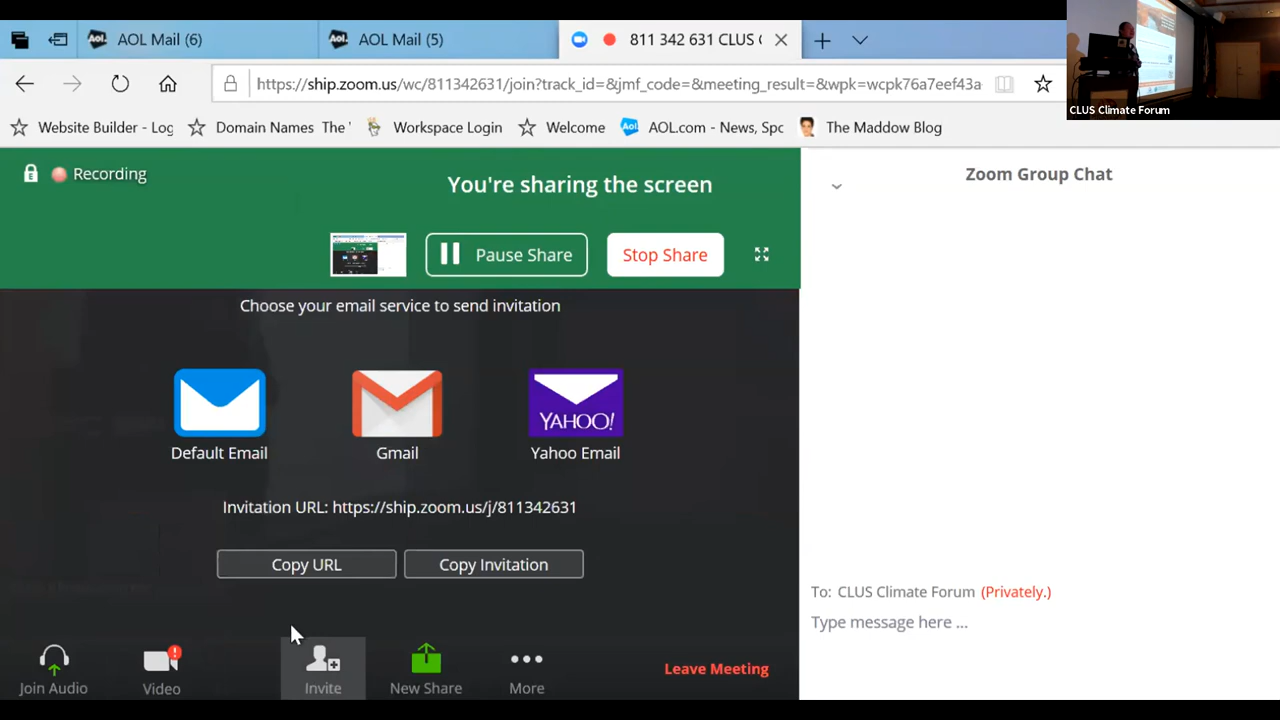 AOL Mail (6)
AOL Mail (5)
811 342 631 CLUS
https://ship.zoom.us/wc/811342631/join?track_id=&jmf_code=&meeting_result=&wpk=wcpk76a7eef43a
CLUS Climate Forum
Website Builder - Log
Domain Names The '
Workspace Login
Welcome
AOL.com - News, Spc
The Maddow Blog
Recording
You're sharing the screen
Zoom Group Chat
Pause Share
Stop Share
Choose your email service to send invitation
YAHOO!
Default Email
Gmail
Yahoo Email
Invitation URL: https://ship.zoom.us/j/811342631
Copy URL
Copy Invitation
To: CLUS Climate Forum (Privately.)
Type message here ...
Join Audio
Video
Invite
New Share
More
Leave Meeting